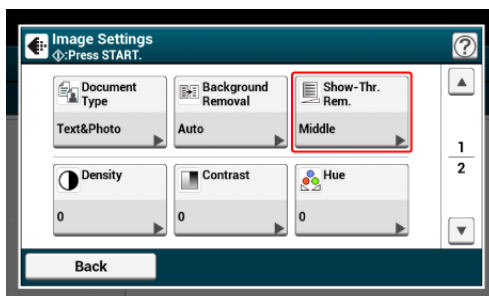 Image Settings
:Press START.
?
Document
Type
Text&Photo
Background
Removal
Auto
Show-Thr.
Rem.
Middle
1
2
Density
0
Contrast
0
Hue
0
Back